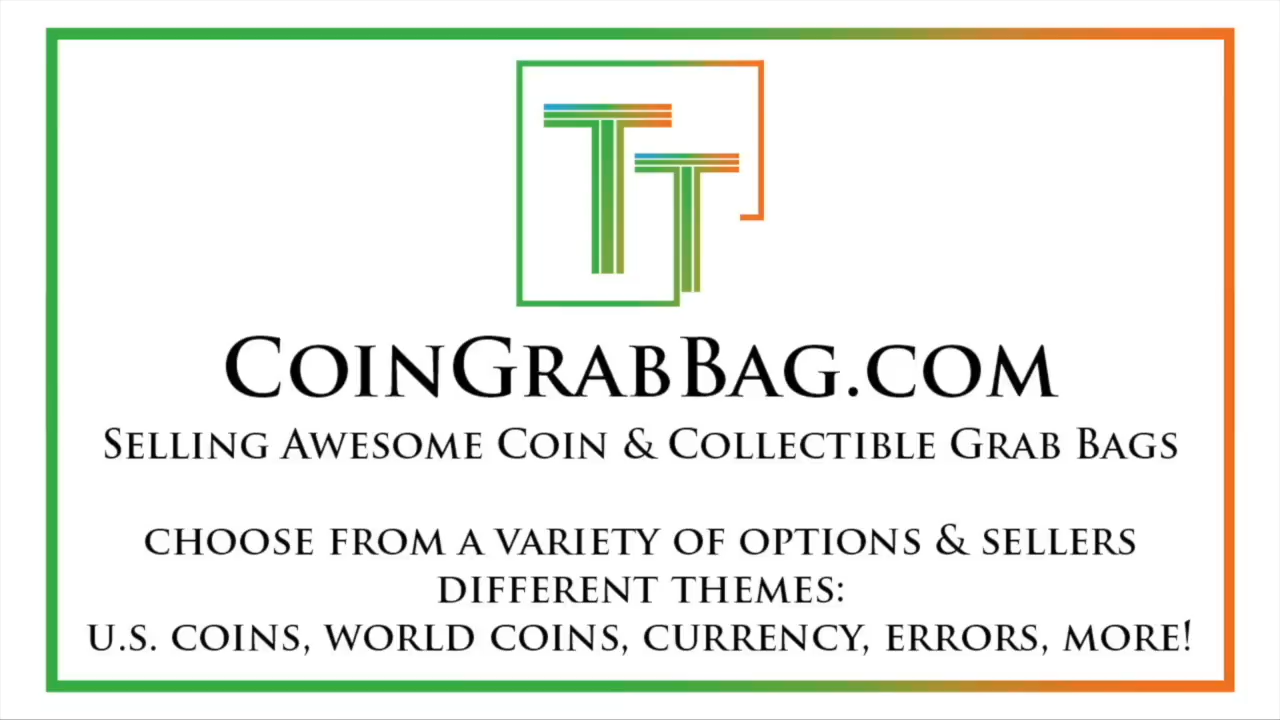 TT
CoinGrabBag.com
Selling Awesome Coin & Collectible Grab Bags
choose from a variety of options & sellers
different themes:
u.s. coins, world coins, currency, errors, more!